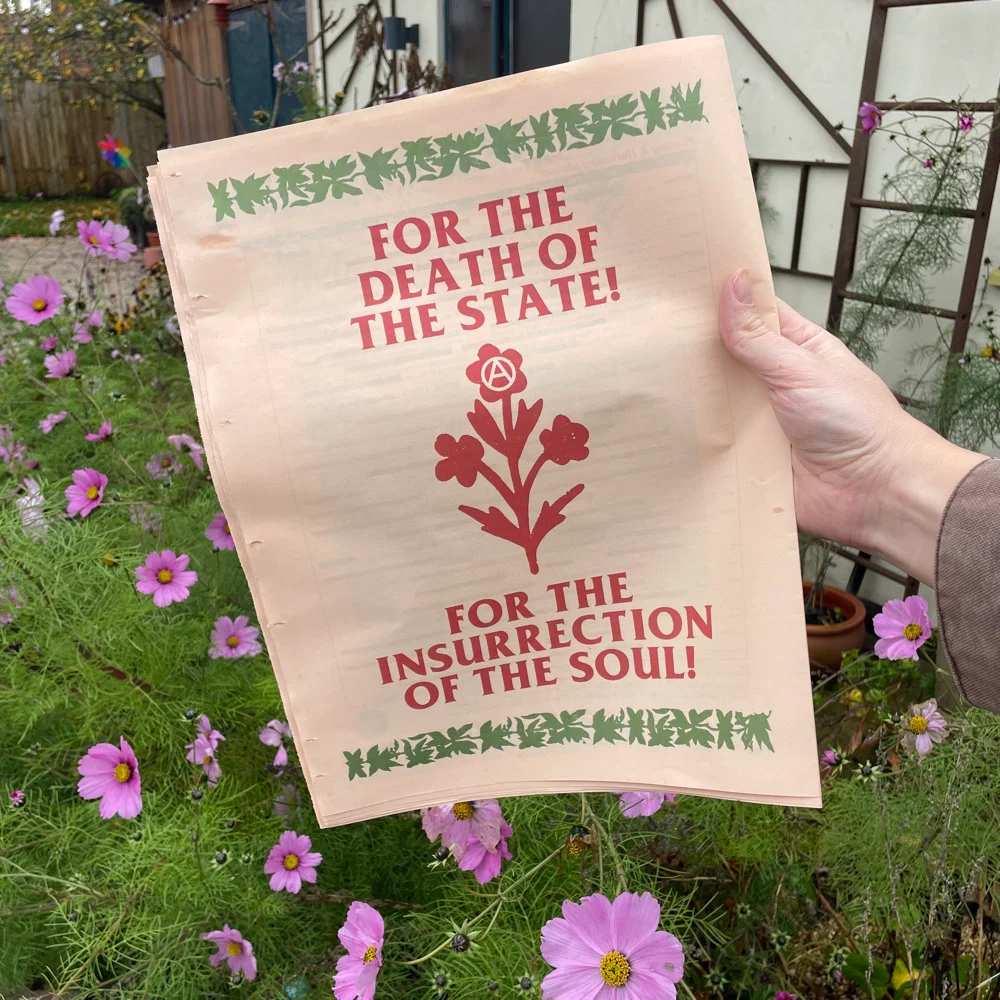 FOR THE
DEATH OF
THE STATE!
A
FOR THE
INSURRECTION
OF THE SOUL!